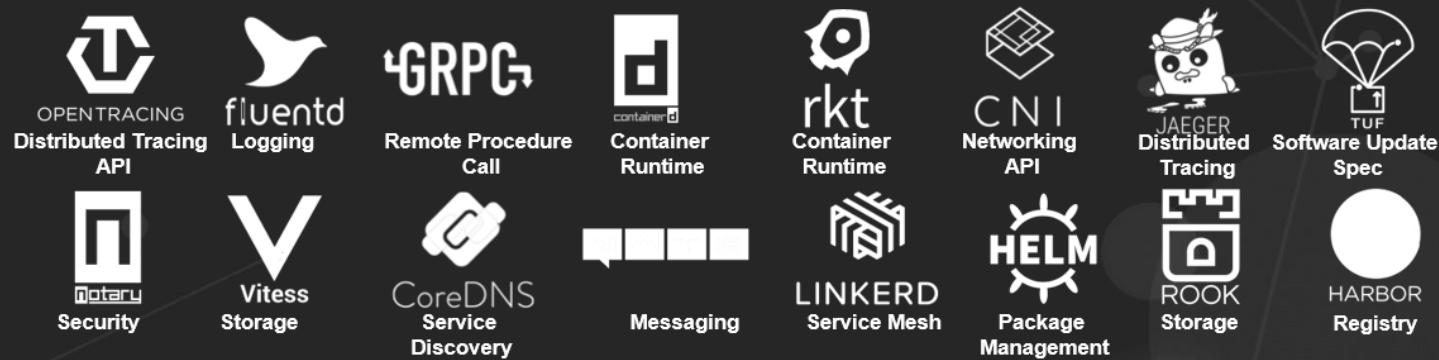 OPENTRACING
Distributed Tracing
API
fluentd
Logging
GRPC
Remote Procedure
Call
d
containerd
Container
Runtime
rkt
Container
Runtime
CNI
Networking
API
JAEGER
Distributed
Tracing
TUF
Software Update
Spec
n
notary
Security
Vitess
Storage
CoreDNS
Service
Discovery
Messaging
LINKERD
Service Mesh
HELM
Package
Management
ROOK
Storage
HARBOR
Registry